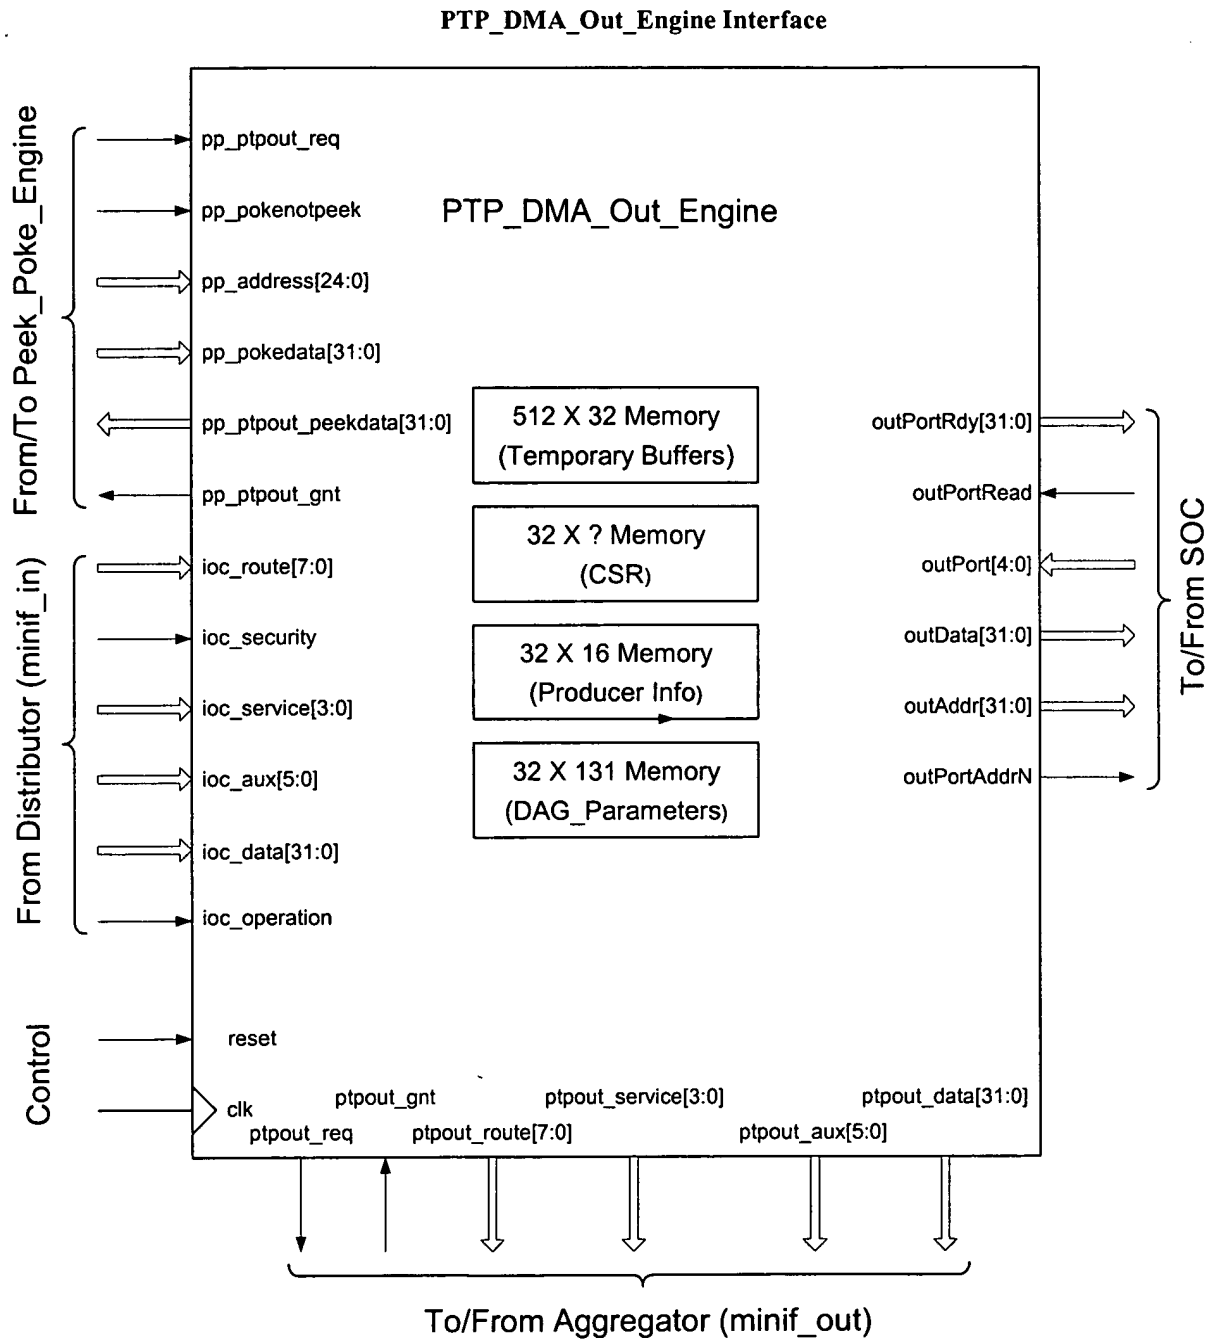 PTP_DMA_Out_Engine Interface
From/To Peek_Poke_Engine
pp_ptpout_req
pp_pokenotpeek
pp_address[24:0]
pp_pokedata[31:0]
pp_ptpout_peekdata[31:0]
pp_ptpout_gnt
From Distributor (minif_in)
ioc_route[7:0]
ioc_security
ioc_service[3:0]
ioc_aux[5:0]
ioc_data[31:0]
ioc_operation
Control
reset
clk
PTP_DMA_Out_Engine
512 X 32 Memory
(Temporary Buffers)
32 X ? Memory
(CSR)
32 X 16 Memory
(Producer Info)
32 X 131 Memory
(DAG_Parameters)
outPortRdy[31:0]
outPortRead
outPort[4:0]
outData[31:0]
outAddr[31:0]
outPortAddrN
To/From SOC
ptpout_gnt
ptpout_service[3:0]
ptpout_data[31:0]
ptpout_req
ptpout_route[7:0]
ptpout_aux[5:0]
To/From Aggregator (minif_out)